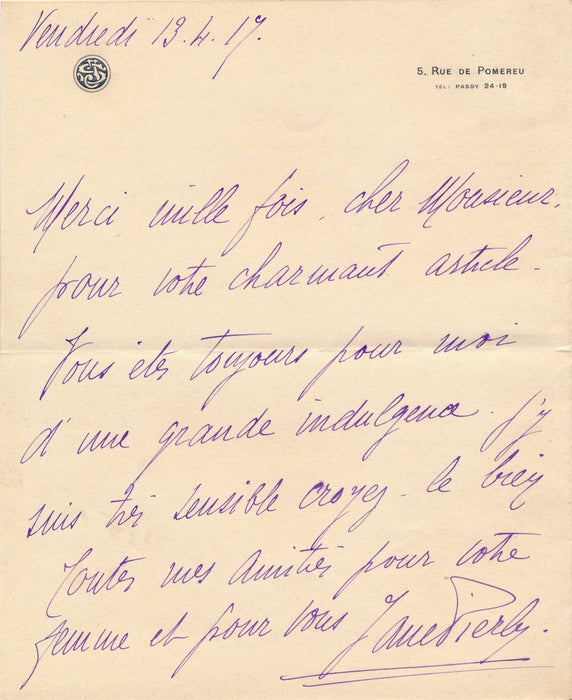 Vendredi 13.4.17.
5, RUE DE POMEREU
TÉL: PASSY 24-19
Merci mille fois, cher Monsieur,
pour votre charmant article.
Vous êtes toujours pour moi
d'une grande indulgence. J'y
suis très sensible croyez-le bien
Toutes mes amitiés pour votre
femme et pour vous Jane Pierly.